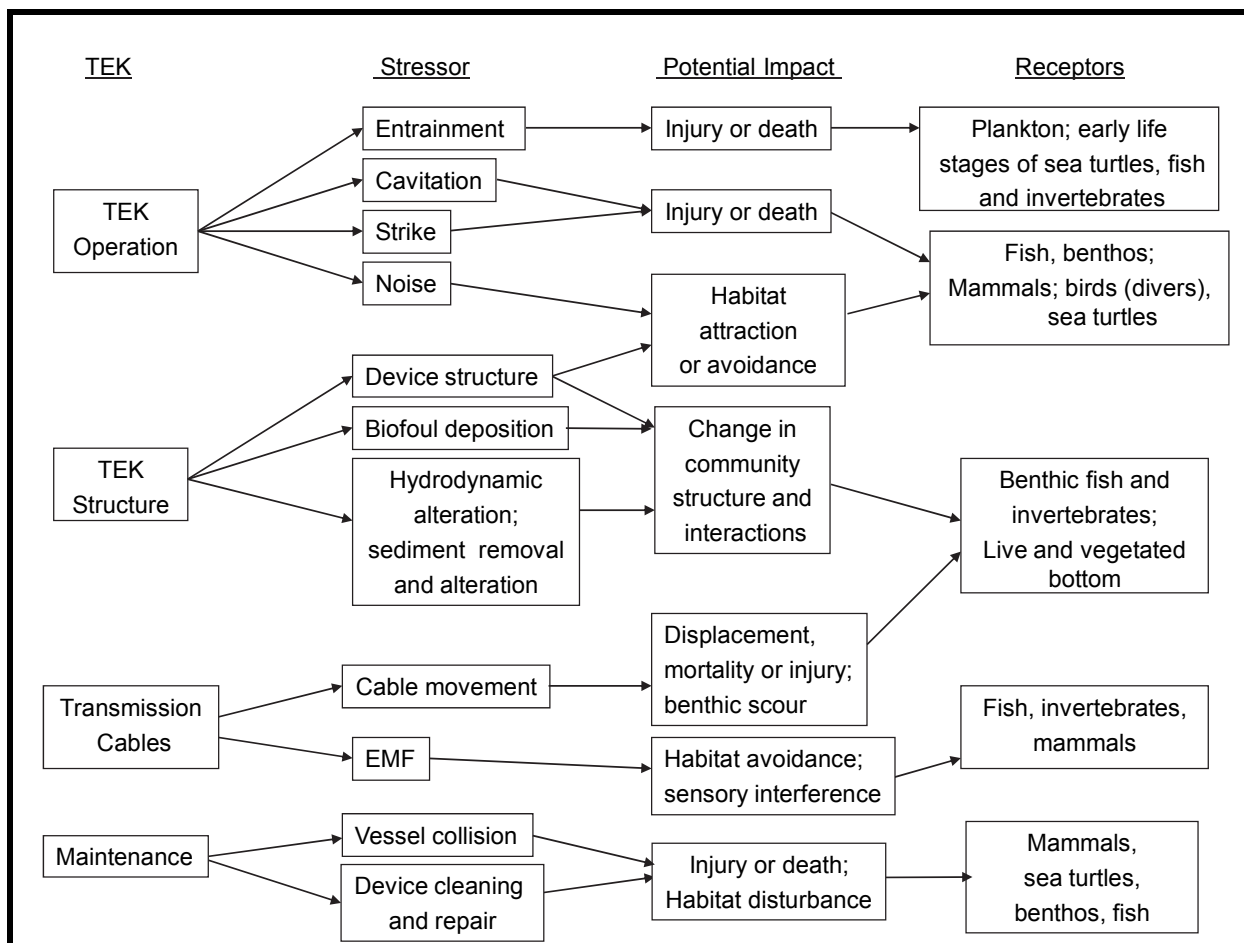 TEK
Stressor
Potential Impact
Receptors
Entrainment
Injury or death
Plankton; early life
stages of sea turtles, fish
and invertebrates
TEK
Operation
Cavitation
Strike
Noise
Injury or death
Fish, benthos;
Mammals; birds (divers),
sea turtles
Habitat
attraction
or avoidance
TEK
Structure
Device structure
Biofoul deposition
Hydrodynamic
alteration;
sediment removal
and alteration
Change in
community
structure and
interactions
Benthic fish and
invertebrates;
Live and vegetated
bottom
Transmission
Cables
Cable movement
Displacement,
mortality or injury;
benthic scour
EMF
Habitat avoidance;
sensory interference
Fish, invertebrates,
mammals
Maintenance
Vessel collision
Device cleaning
and repair
Injury or death;
Habitat disturbance
Mammals,
sea turtles,
benthos, fish